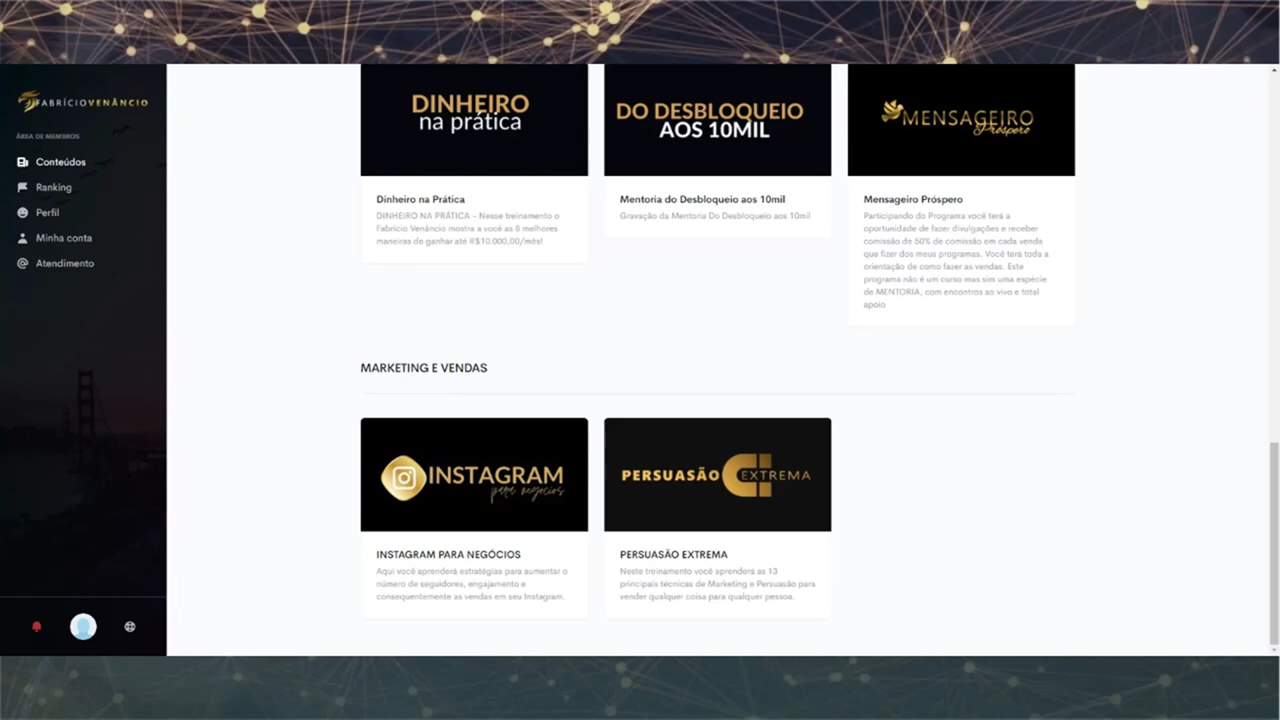 FABRÍCIOVENÂNCIO
ÁREA DE MEMBROS
Conteúdos
Ranking
Perfil
Minha conta
Atendimento
DINHEIRO
na prática
Dinheiro na Prática
DINHEIRO NA PRÁTICA - Nesse treinamento o
Fabrício Venâncio mostra a você as 8 melhores
maneiras de ganhar até R$10.000,00/mês!
DO DESBLOQUEIO
AOS 10MIL
Mentoria do Desbloqueio aos 10mil
Gravação da Mentoria Do Desbloqueio aos 10mil
MENSAGEIRO
Próspero
Mensageiro Próspero
Participando do Programa você terá a
oportunidade de fazer divulgações e receber
comissão de 50% de comissão em cada venda
que fizer dos meus programas. Você terá toda a
orientação de como fazer as vendas. Este
programa não é um curso mas sim uma espécie
de MENTORIA, com encontros ao vivo e total
apoio
MARKETING E VENDAS
INSTAGRAM
para negócios
INSTAGRAM PARA NEGÓCIOS
Aqui você aprenderá estratégias para aumentar o
número de seguidores, engajamento e
consequentemente as vendas em seu Instagram.
PERSUASÃO EXTREMA
PERSUASÃO EXTREMA
Neste treinamento você aprenderá as 13
principais técnicas de Marketing e Persuasão para
vender qualquer coisa para qualquer pessoa.